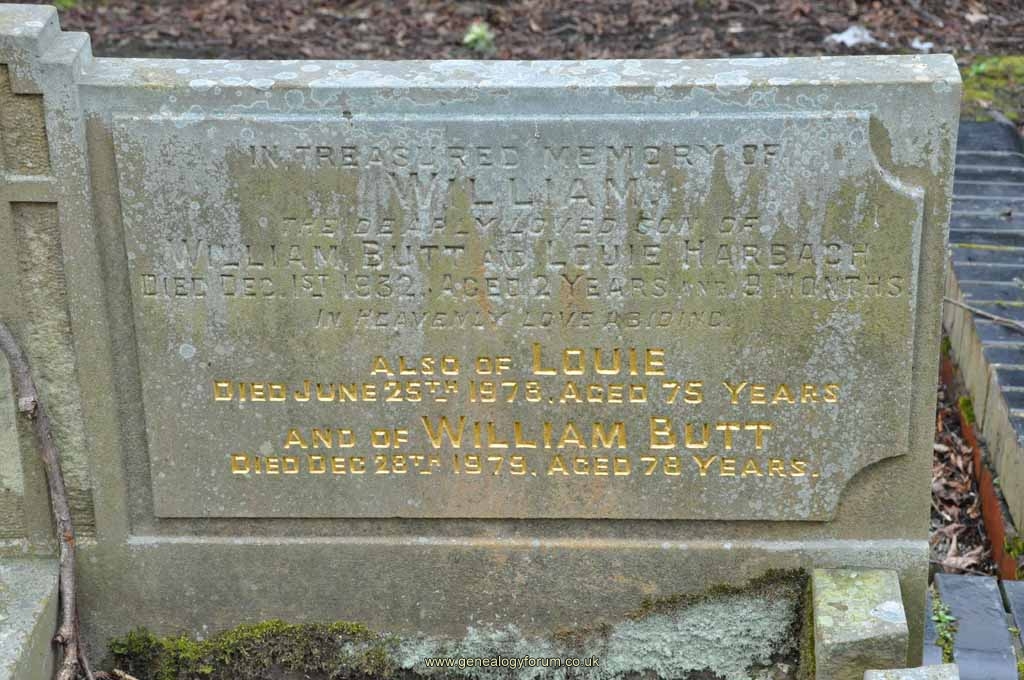 IN TREASURED MEMORY OF
WILLIAM.
THE DEARLY LOVED SON OF
WILLIAM BUTT AND LOUIE HARBACH
DIED DEC. 1ST 1932. AGED 2 YEARS AND 9 MONTHS.
IN HEAVENLY LOVE ABIDING.
ALSO OF LOUIE
DIED JUNE 25TH 1978. AGED 75 YEARS
AND OF WILLIAM BUTT
DIED DEC 28TH 1979. AGED 78 YEARS.
www.genealogyforum.co.uk